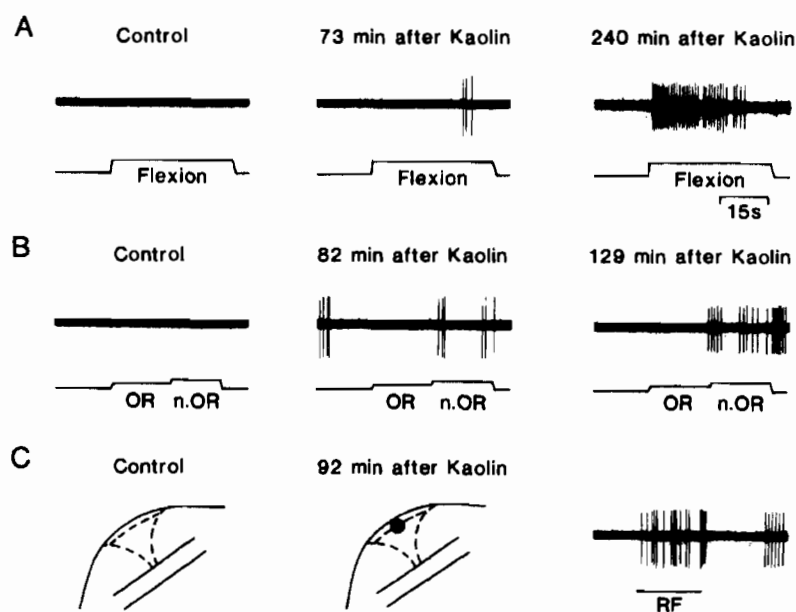 A
Control 73 min after Kaolin 240 min after Kaolin
Flexion Flexion Flexion
15s
B
Control 82 min after Kaolin 129 min after Kaolin
OR n.OR OR n.OR OR n.OR
C
Control 92 min after Kaolin
RF